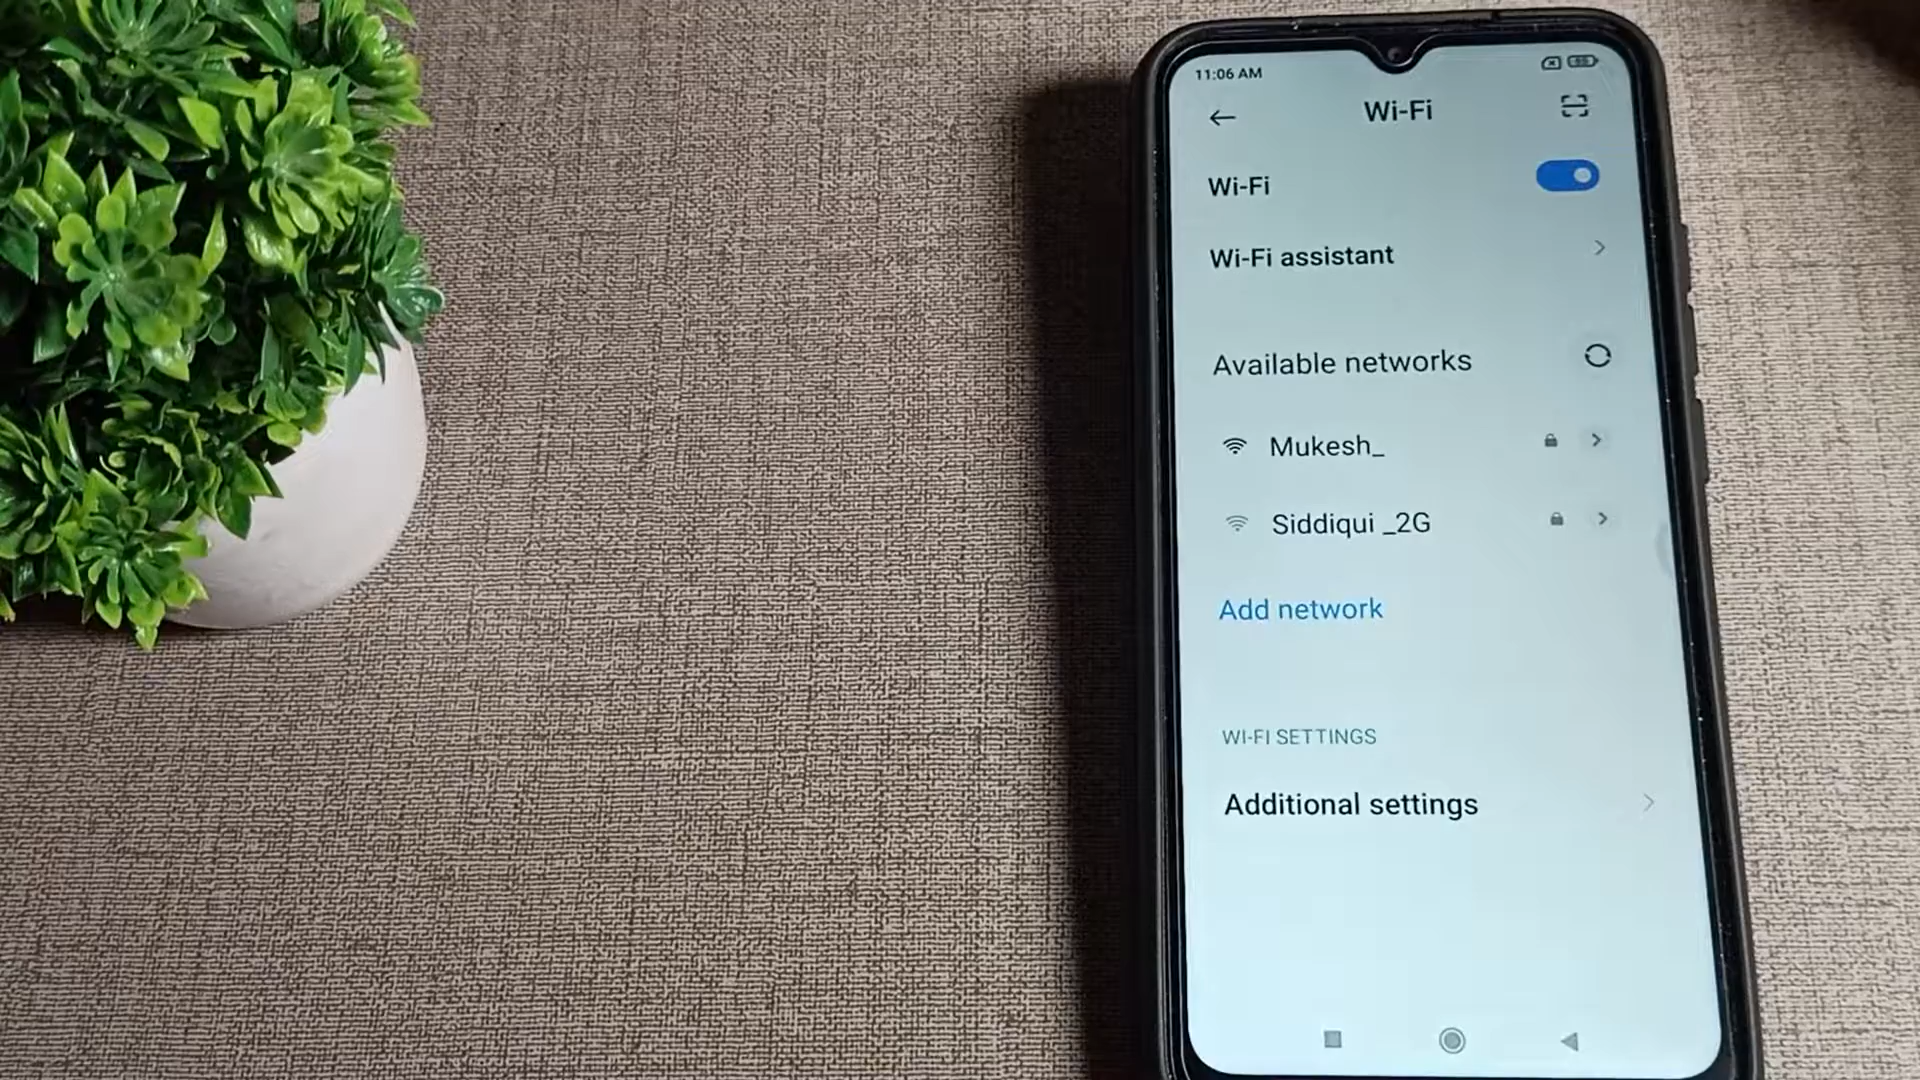 11:06 AM
Wi-Fi
Wi-Fi
Wi-Fi assistant
Available networks
Mukesh_
Siddiqui _2G
Add network
WI-FI SETTINGS
Additional settings